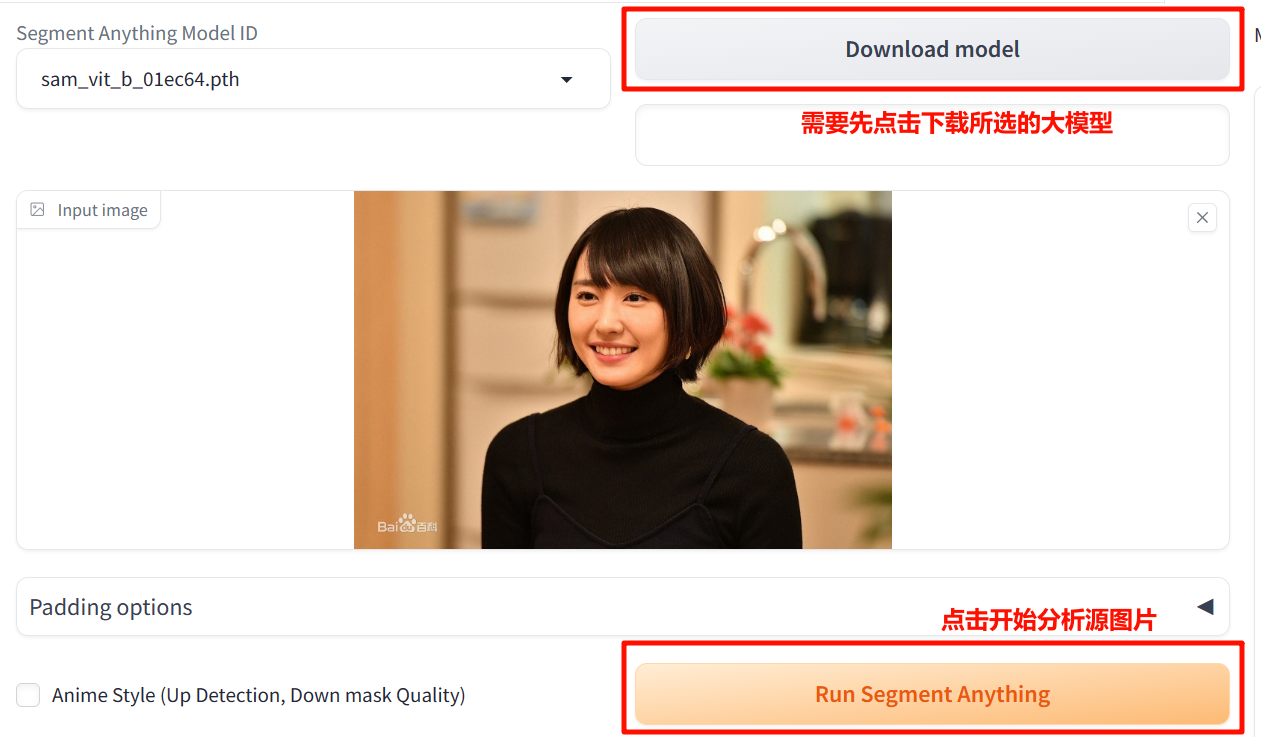 Segment Anything Model ID
Download model
sam_vit_b_01ec64.pth
需要先点击下载所选的大模型
Input image
Bai百科
Padding options
点击开始分析源图片
Anime Style (Up Detection, Down mask Quality)
Run Segment Anything